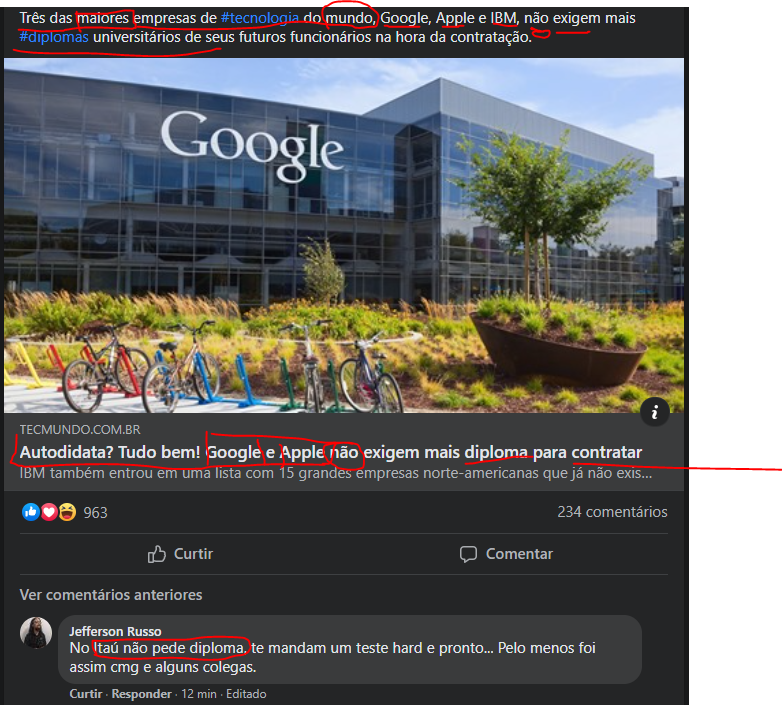 Três das maiores empresas de #tecnologia do mundo, Google, Apple e IBM, não exigem mais
#diplomas universitários de seus futuros funcionários na hora da contratação.
Google
TECMUNDO.COM.BR
Autodidata? Tudo bem! Google e Apple não exigem mais diploma para contratar
IBM também entrou em uma lista com 15 grandes empresas norte-americanas que já não exis...
963
234 comentários
Curtir
Comentar
Ver comentários anteriores
Jefferson Russo
No Itaú não pede diploma, te mandam um teste hard e pronto... Pelo menos foi
assim cmg e alguns colegas.
Curtir · Responder · 12 min · Editado